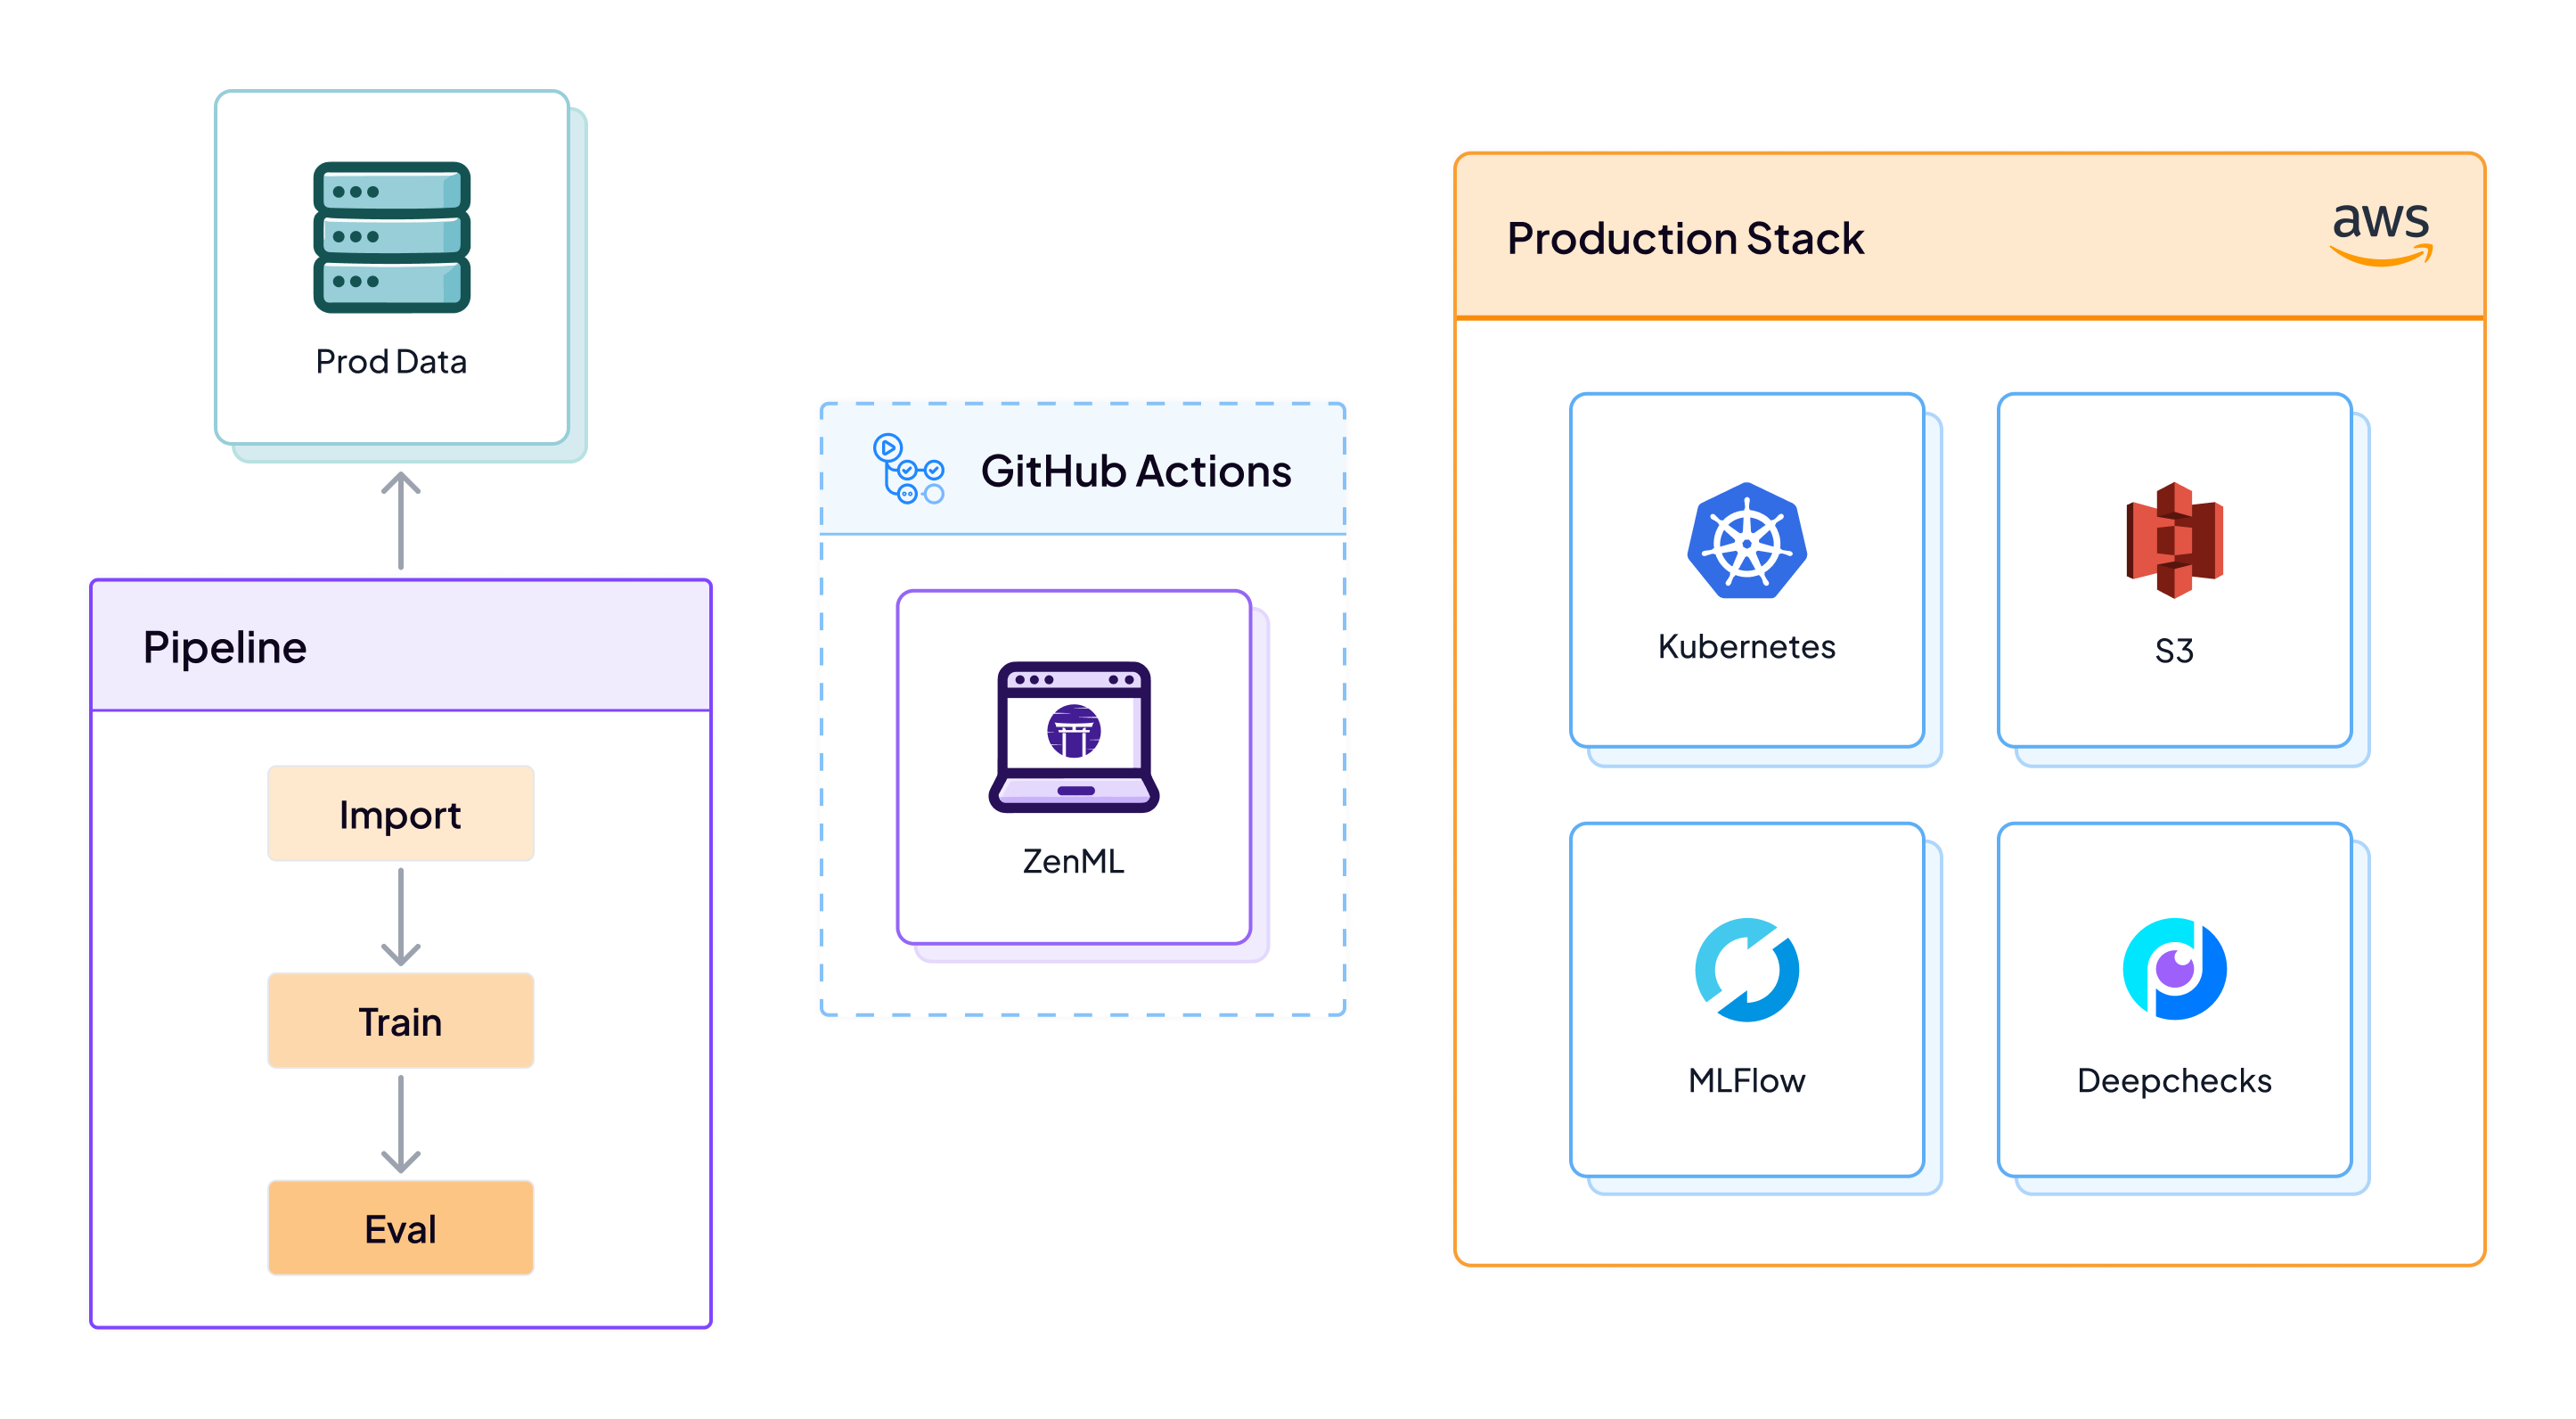 Prod Data
Pipeline
Import
Train
Eval
GitHub Actions
ZenML
Production Stack
aws
Kubernetes
S3
MLFlow
Deepchecks